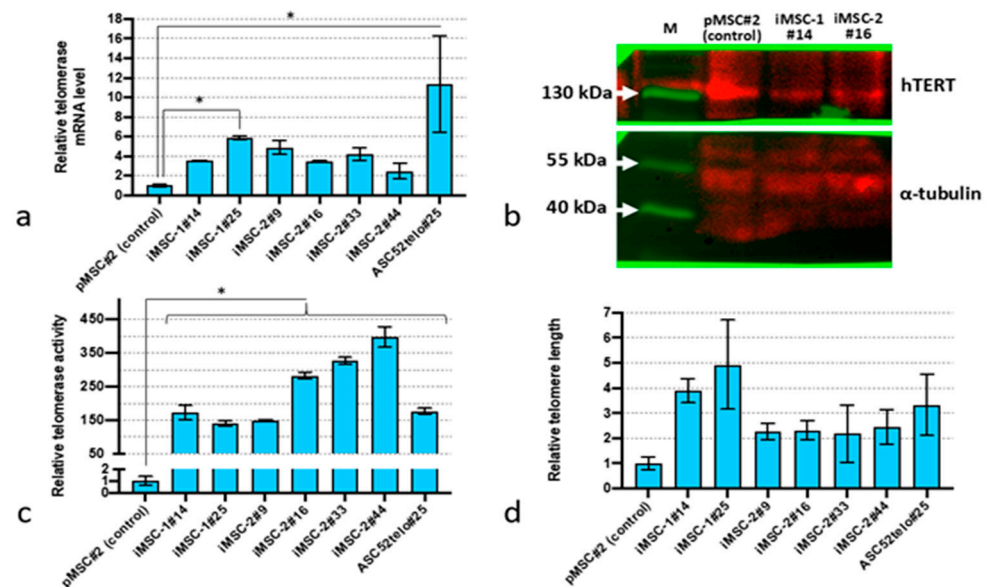 a
Relative telomerase
mRNA level
18
16
14
12
10
8
6
4
2
0
*
*
pMSC#2 (control)
iMSC-1#14
iMSC-1#25
iMSC-2#9
iMSC-2#16
iMSC-2#33
iMSC-2#44
ASC52telo#25
b
M
pMSC#2
(control)
iMSC-1
#14
iMSC-2
#16
130 kDa
hTERT
55 kDa
40 kDa
α-tubulin
c
Relative telomerase activity
450
350
250
150
50
2
1
0
*
pMSC#2 (control)
iMSC-1#14
iMSC-1#25
iMSC-2#9
iMSC-2#16
iMSC-2#33
iMSC-2#44
ASC52telo#25
d
Relative telomere length
7
6
5
4
3
2
1
0
pMSC#2 (control)
iMSC-1#14
iMSC-1#25
iMSC-2#9
iMSC-2#16
iMSC-2#33
iMSC-2#44
ASC52telo#25